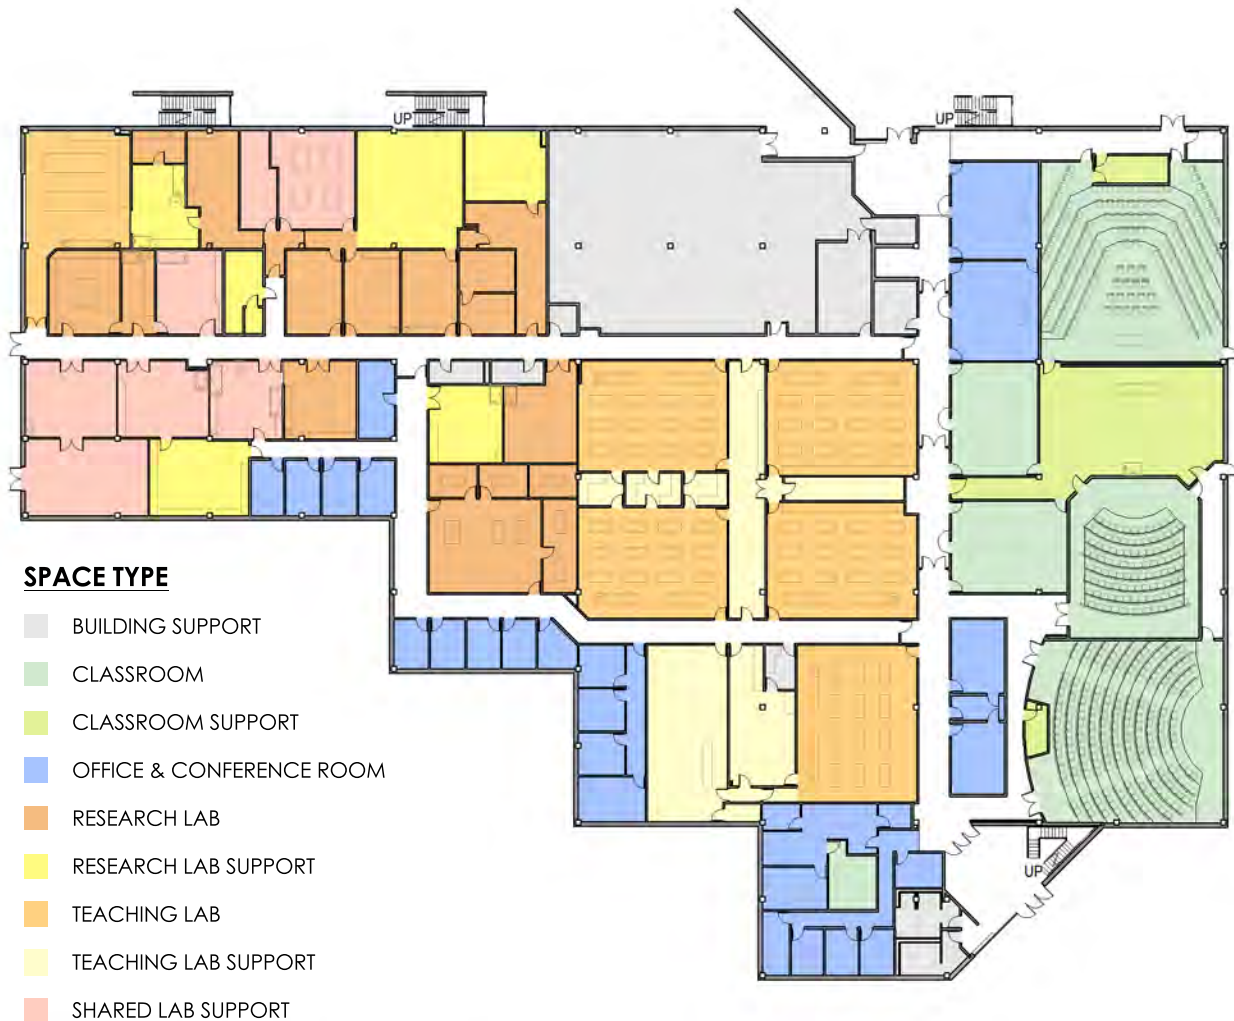 UP
UP
SPACE TYPE
BUILDING SUPPORT
CLASSROOM
CLASSROOM SUPPORT
OFFICE & CONFERENCE ROOM
RESEARCH LAB
RESEARCH LAB SUPPORT
TEACHING LAB
TEACHING LAB SUPPORT
SHARED LAB SUPPORT
UP